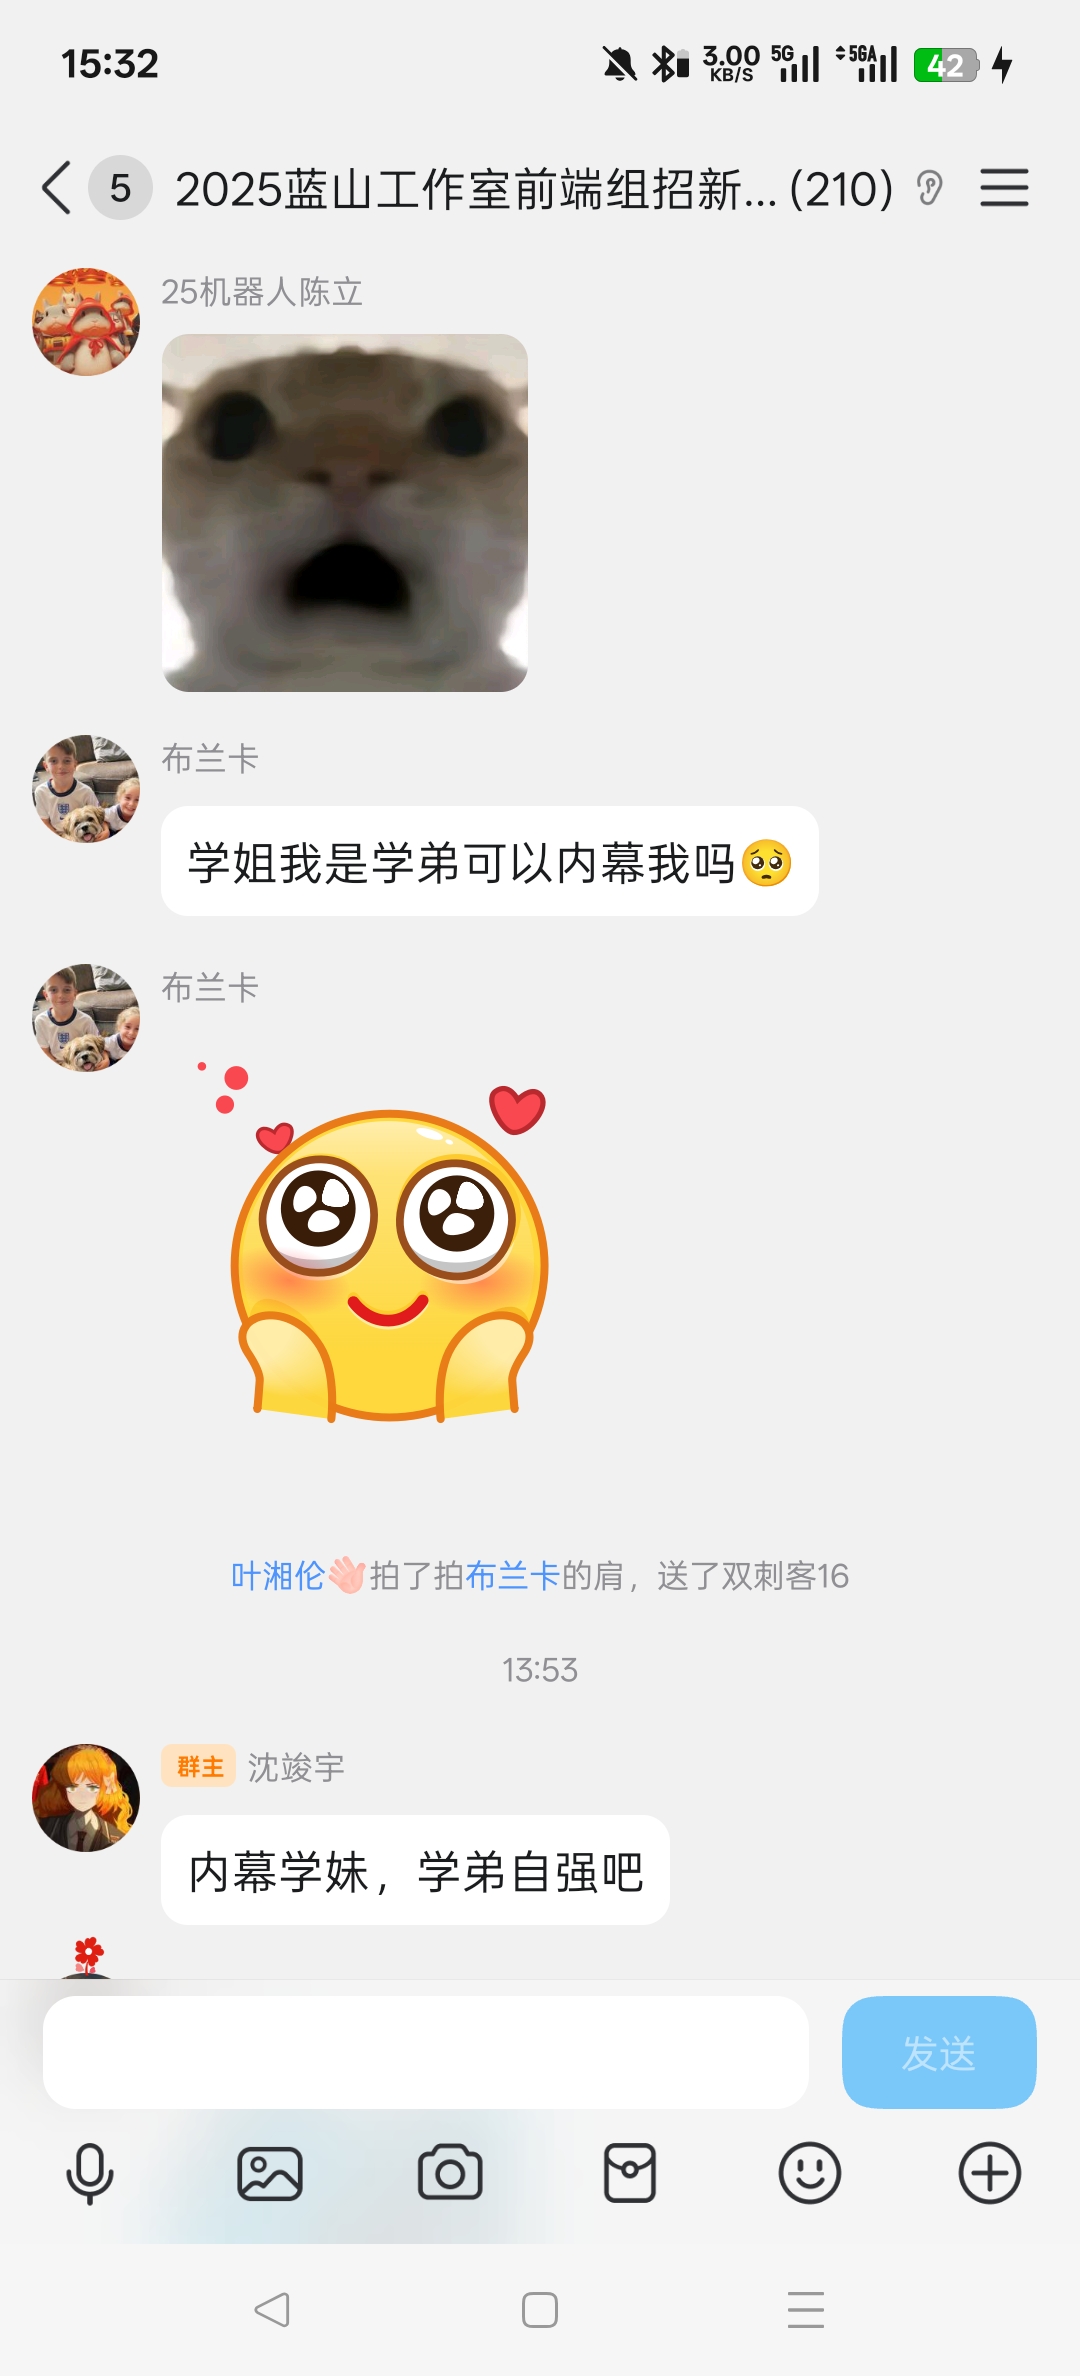 15:32
3.00 KB/S 5G 5GA 42
5 2025蓝山工作室前端组招新... (210)
25机器人陈立
布兰卡
学姐我是学弟可以内幕我吗🥺
布兰卡
叶湘伦👋拍了拍布兰卡的肩，送了双刺客16
13:53
群主 沈竣宇
内幕学妹，学弟自强吧
发送